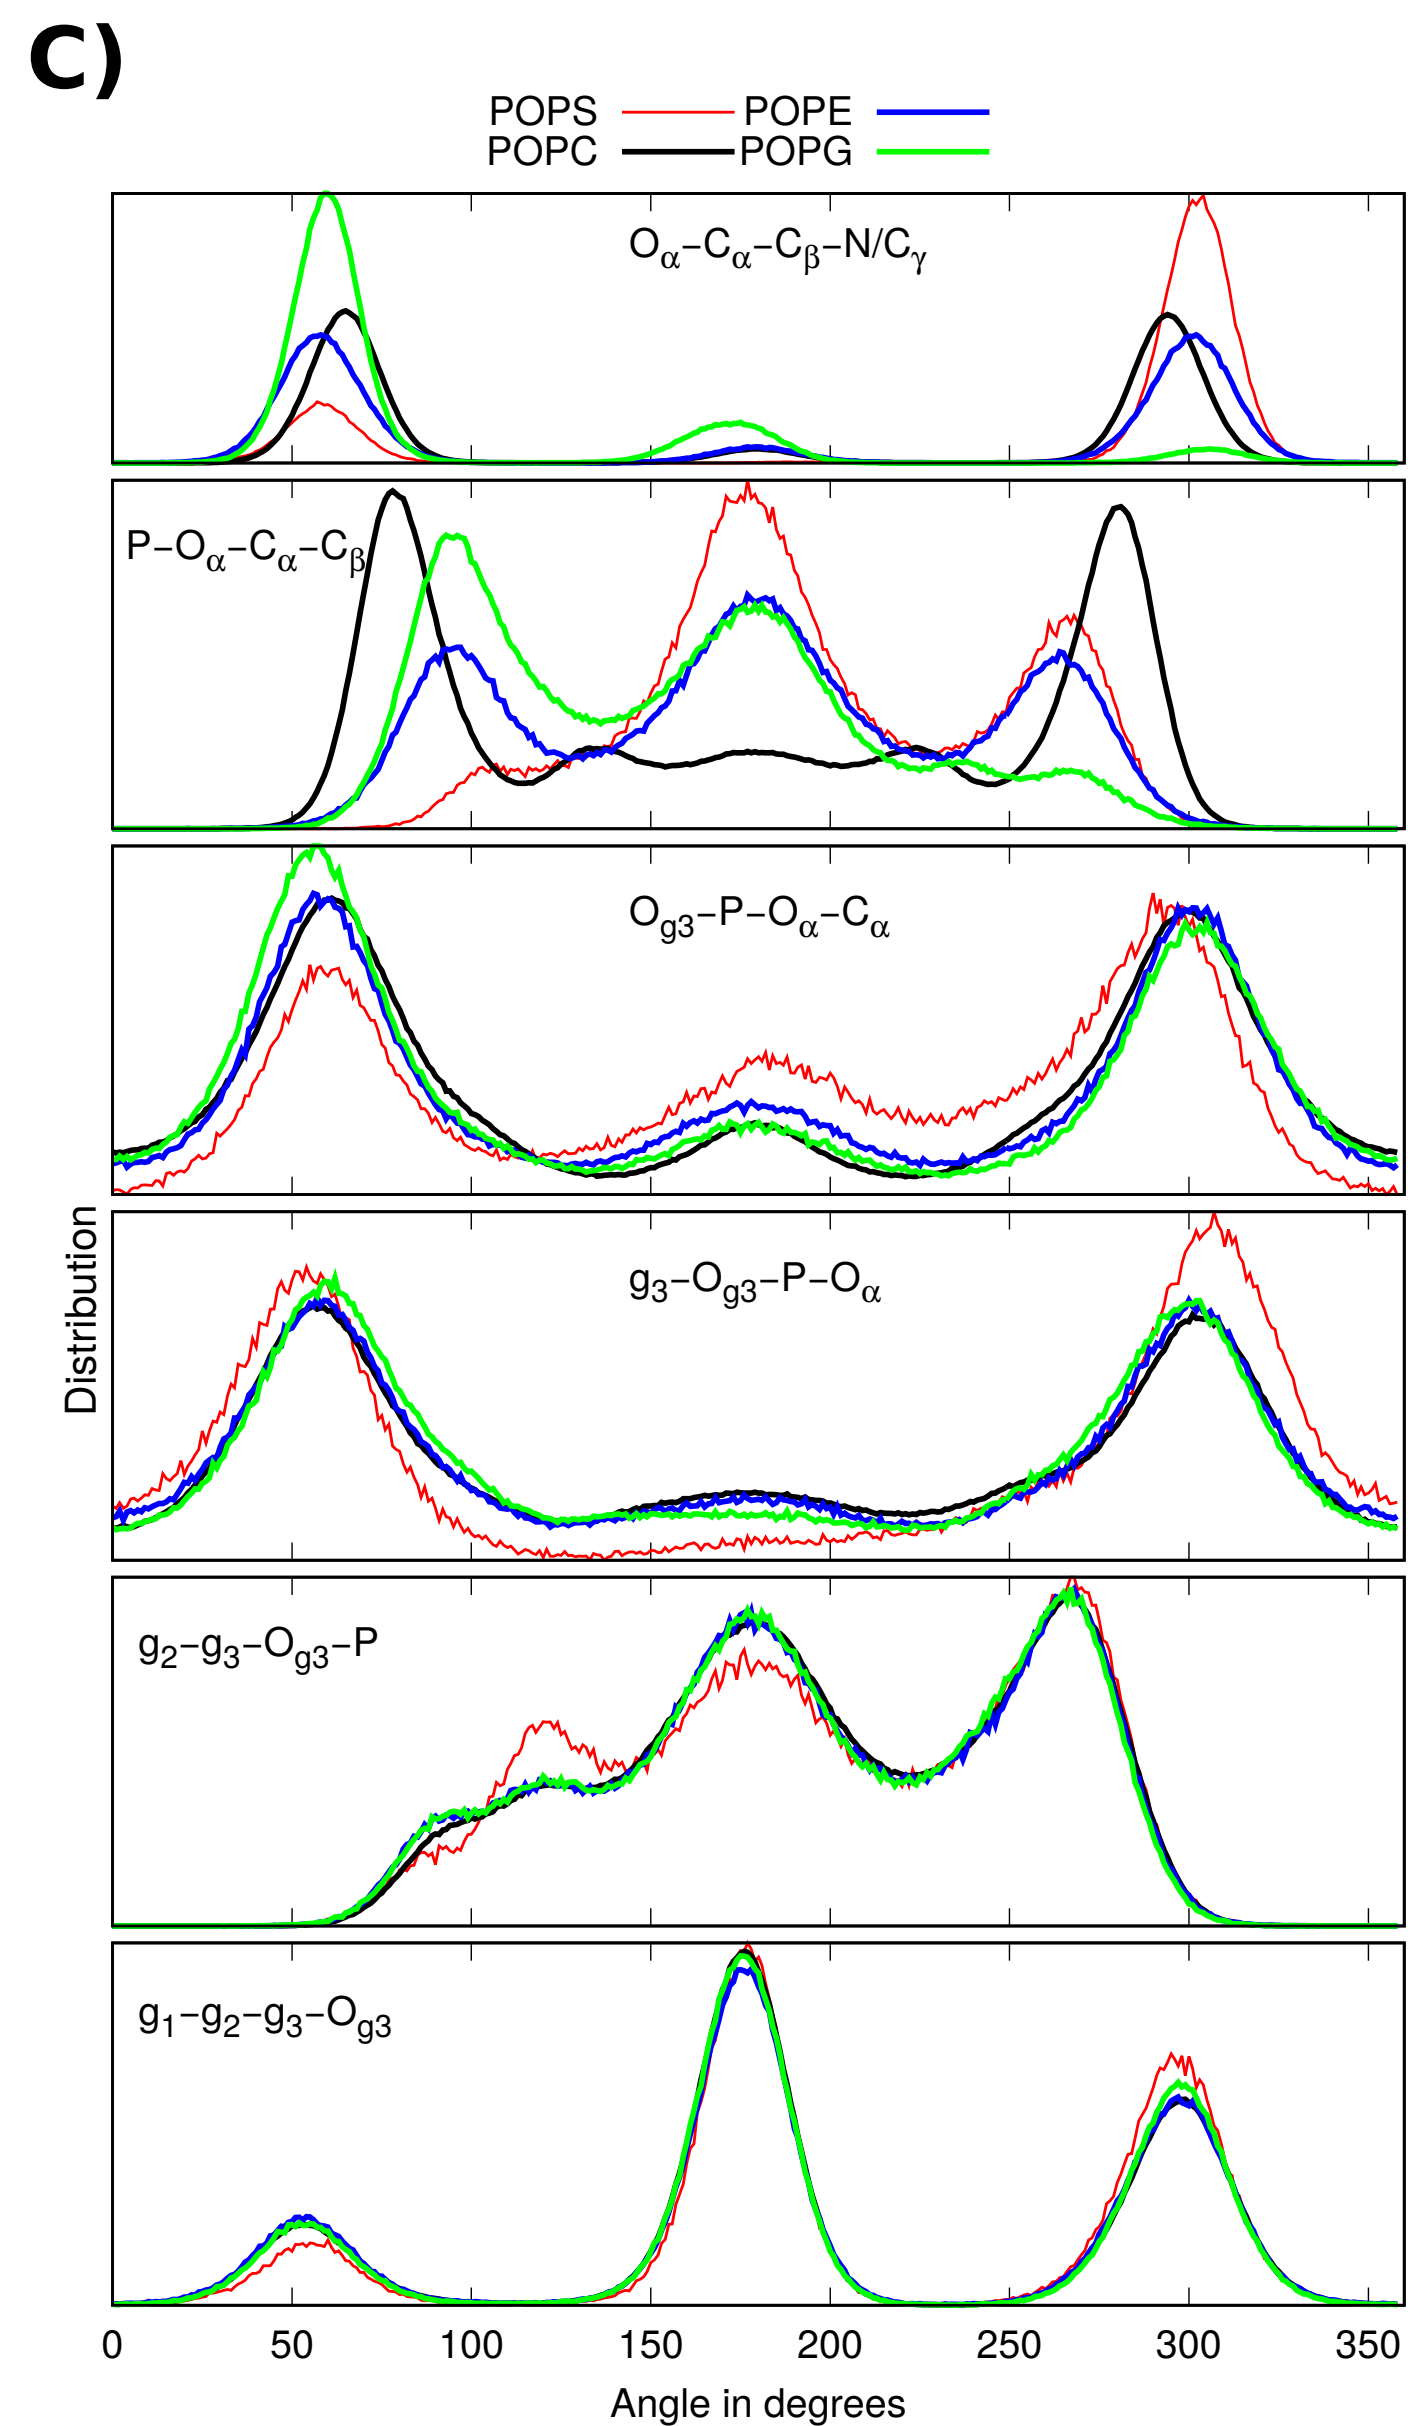 C)
POPS POPE
POPC POPG
Oα−Cα−Cβ−N/Cγ
P−Oα−Cα−Cβ
Og3−P−Oα−Cα
g3−Og3−P−Oα
Distribution
g2−g3−Og3−P
g1−g2−g3−Og3
0 50 100 150 200 250 300 350
Angle in degrees